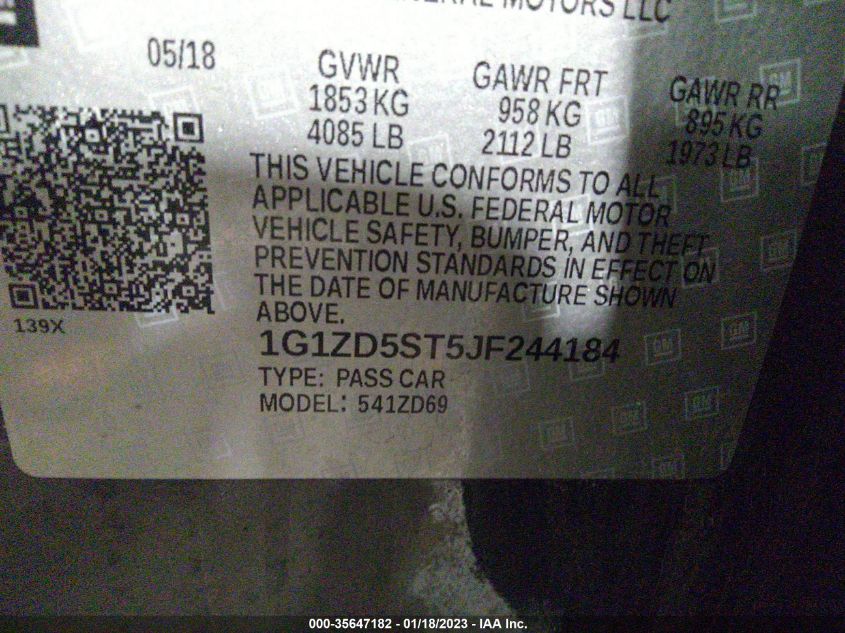 GENERAL MOTORS LLC
05/18
GVWR GAWR FRT GAWR RR
1853 KG 958 KG 895 KG
4085 LB 2112 LB 1973 LB
THIS VEHICLE CONFORMS TO ALL
APPLICABLE U.S. FEDERAL MOTOR
VEHICLE SAFETY, BUMPER, AND THEFT
PREVENTION STANDARDS IN EFFECT ON
THE DATE OF MANUFACTURE SHOWN
ABOVE.
139X
1G1ZD5ST5JF244184
TYPE: PASS CAR
MODEL: 541ZD69
000-35647182 - 01/18/2023 - IAA Inc.